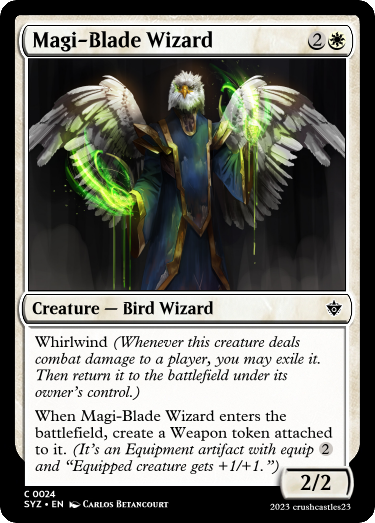 Magi-Blade Wizard 2
Creature — Bird Wizard
Whirlwind (Whenever this creature deals
combat damage to a player, you may exile it.
Then return it to the battlefield under its
owner's control.)
When Magi-Blade Wizard enters the
battlefield, create a Weapon token attached
to it. (It's an Equipment artifact with equip 2
and “Equipped creature gets +1/+1.”)
2/2
C 0024
SYZ • EN Carlos Betancourt
2023 crushcastles23